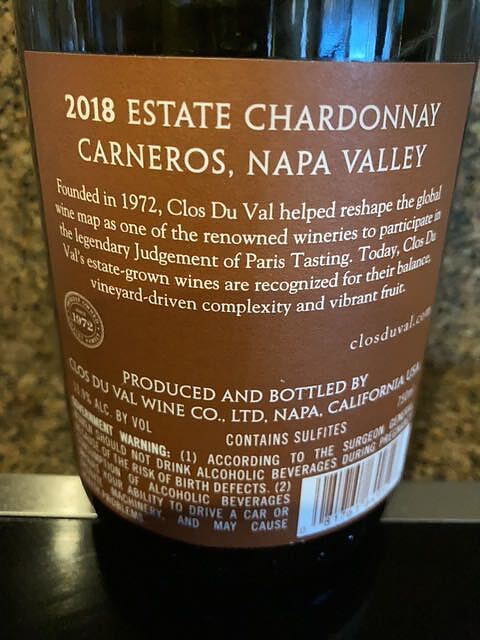 2018 ESTATE CHARDONNAY
CARNEROS, NAPA VALLEY
Founded in 1972, Clos Du Val helped reshape the global
wine map as one of the renowned wineries to participate in
the legendary Judgement of Paris Tasting. Today, Clos Du
Val's estate-grown wines are recognized for their balance,
vineyard-driven complexity and vibrant fruit.
1972
closduval.com
PRODUCED AND BOTTLED BY
CLOS DU VAL WINE CO., LTD. NAPA, CALIFORNIA USA
ALC. BY VOL
CONTAINS SULFITES
GOVERNMENT WARNING: (1) ACCORDING TO THE SURGEON GENERAL
SHOULD NOT DRINK ALCOHOLIC BEVERAGES DURING
OF THE RISK OF BIRTH DEFECTS. (2)
OF ALCOHOLIC BEVERAGES
YOUR ABILITY TO DRIVE A CAR OR
MACHINERY, AND MAY CAUSE
PROBLEMS